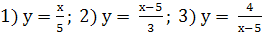 1) y = x/5; 2) y = (x−5)/3; 3) y = 4/(x−5)